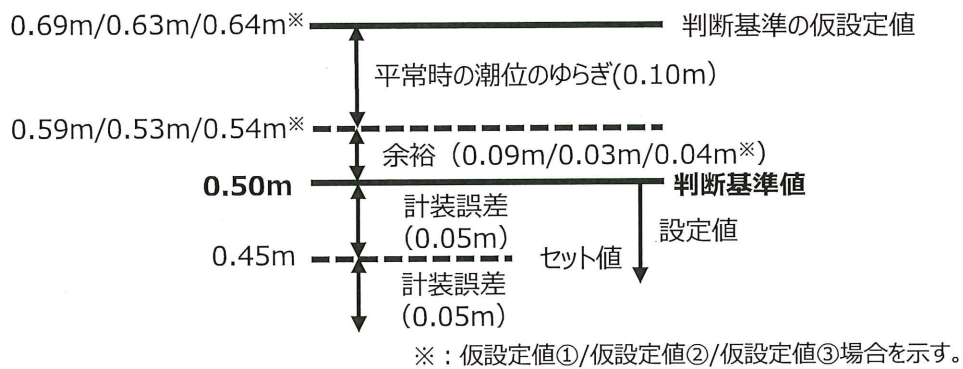 0.69m/0.63m/0.64m※ 判断基準の仮設定値
平常時の潮位のゆらぎ(0.10m)
0.59m/0.53m/0.54m※
余裕（0.09m/0.03m/0.04m※）
0.50m 判断基準値
計装誤差
（0.05m）
設定値
0.45m セット値
計装誤差
（0.05m）
※：仮設定値①/仮設定値②/仮設定値③場合を示す。